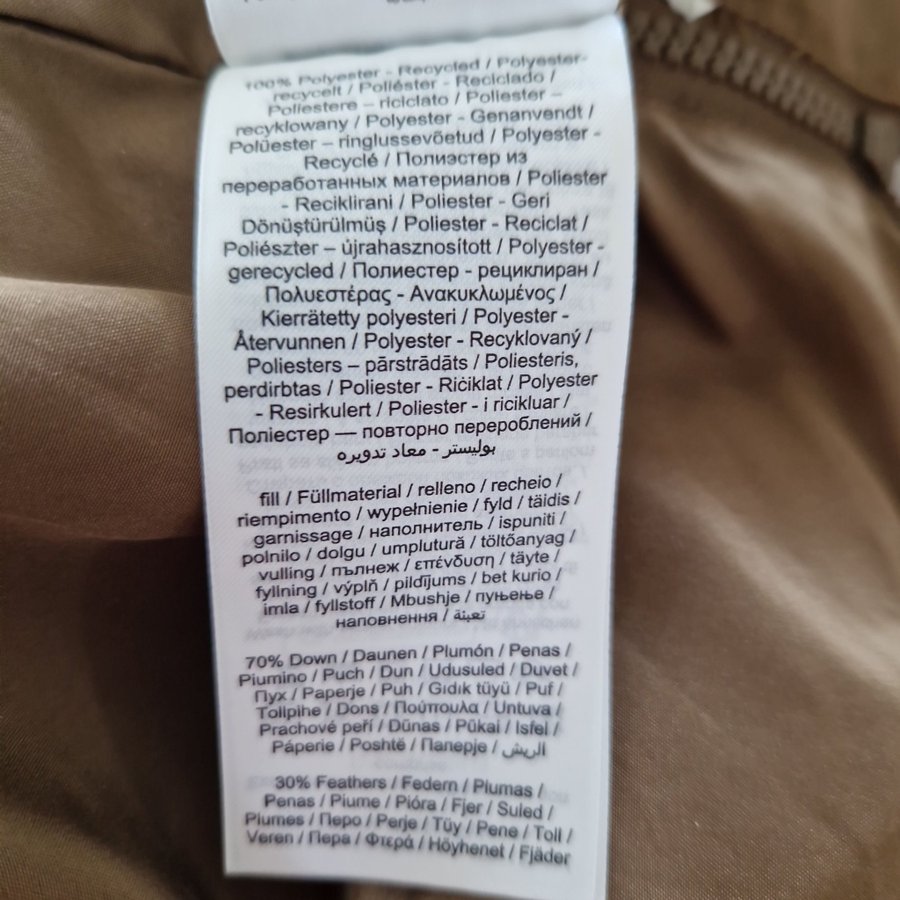 100% Polyester - Recycled / Polyester-
recycelt / Poliéster - Reciclado /
Poliestere – riciclato / Poliester –
recyklowany / Polyester - Genanvendt /
Polüester – ringlussevõetud / Polyester -
Recyclé / Полиэстер из
переработанных материалов / Poliester
- Reciklirani / Poliester - Geri
Dönüştürülmüş / Poliester - Reciclat /
Poliészter – újrahasznosított / Polyester -
gerecycled / Полиестер - рециклиран /
Πολυεστέρας - Ανακυκλωμένος /
Kierrätetty polyesteri / Polyester -
Återvunnen / Polyester - Recyklovaný /
Poliesters – pārstrādāts / Poliesteris,
perdirbtas / Poliester - Riċiklat / Polyester
- Resirkulert / Poliester - i ricikluar /
Поліестер — повторно перероблений /
بوليستر - معاد تدويره
fill / Füllmaterial / relleno / recheio /
riempimento / wypełnienie / fyld / täidis /
garnissage / наполнитель / ispuniti /
polnilo / dolgu / umplutură / töltőanyag /
vulling / пълнеж / επένδυση / täyte /
fyllning / výplň / pildījums / bet kurio /
imla / fyllstoff / Mbushje / пуњење /
наповнення / تعبئة
70% Down / Daunen / Plumón / Penas /
Piumino / Puch / Dun / Udusuled / Duvet /
Пух / Paperje / Puh / Gıdık tüyü / Puf /
Tollpihe / Dons / Πούπουλα / Untuva /
Prachové peří / Dūnas / Pūkai / Isfel /
Páperie / Poshtë / Паперје / الريش
30% Feathers / Federn / Plumas /
Penas / Piume / Pióra / Fjer / Suled /
Plumes / Перо / Perje / Tüy / Pene / Toll /
Veren / Пера / Φτερά / Höyhenet / Fjäder